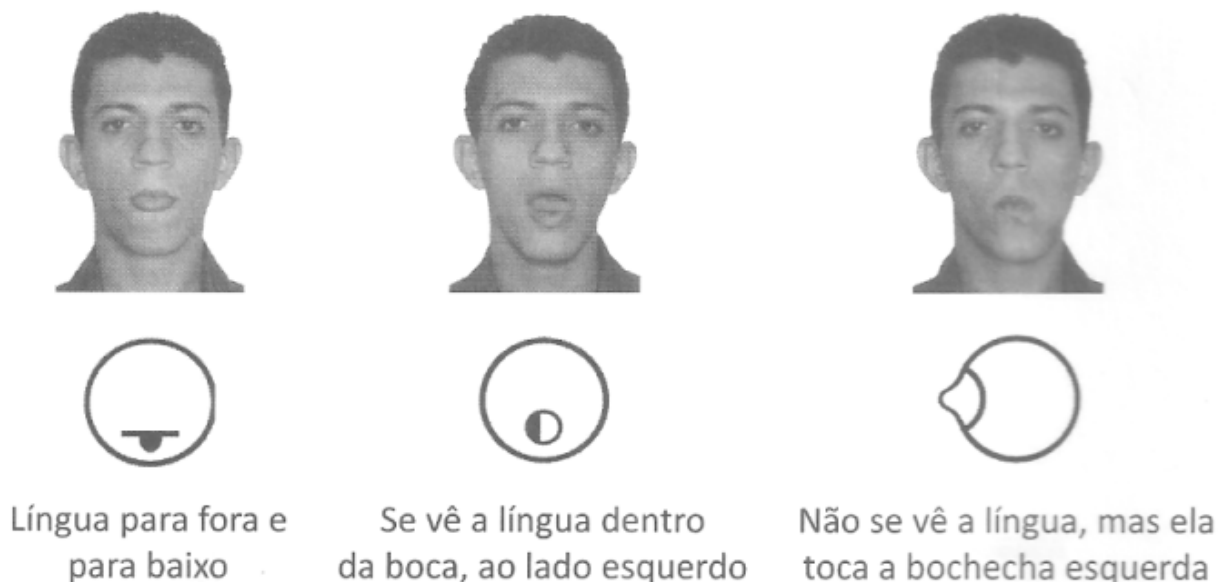 Língua para fora e
para baixo
Se vê a língua dentro
da boca, ao lado esquerdo
Não se vê a língua, mas ela
toca a bochecha esquerda